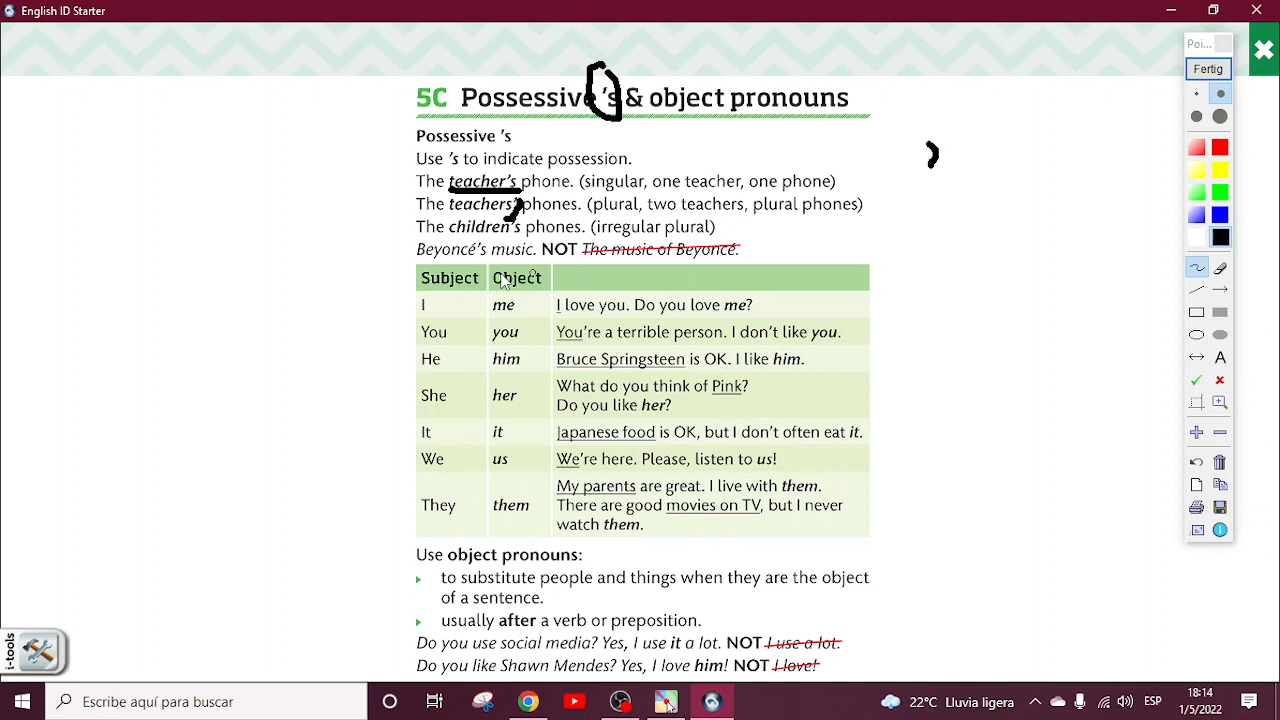 English ID Starter
Poi...
Fertig
5C Possessive 's & object pronouns
Possessive 's
Use 's to indicate possession.
The teacher's phone. (singular, one teacher, one phone)
The teachers' phones. (plural, two teachers, plural phones)
The children's phones. (irregular plural)
Beyoncé's music. NOT The music of Beyoncé.
Subject Object
I me I love you. Do you love me?
You you You're a terrible person. I don't like you.
He him Bruce Springsteen is OK. I like him.
She her What do you think of Pink?
Do you like her?
It it Japanese food is OK, but I don't often eat it.
We us We're here. Please, listen to us!
They them My parents are great. I live with them.
There are good movies on TV, but I never
watch them.
Use object pronouns:
to substitute people and things when they are the object
of a sentence.
usually after a verb or preposition.
Do you use social media? Yes, I use it a lot. NOT I use a lot.
Do you like Shawn Mendes? Yes, I love him! NOT I love!
A
i-tools
Escribe aquí para buscar
22°C Lluvia ligera
ESP
18:14
1/5/2022